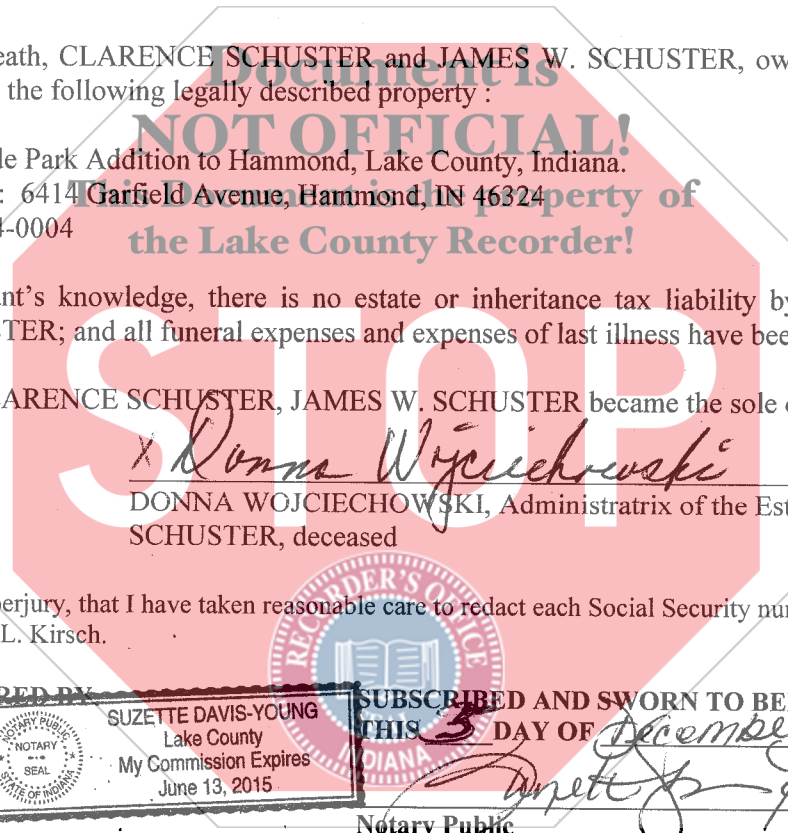 eath, CLARENCE SCHUSTER and JAMES W. SCHUSTER, ow
Document is
the following legally described property :
NOT OFFICIAL!
le Park Addition to Hammond, Lake County, Indiana.
: 6414 Garfield Avenue, Hammond, IN 46324
This Document is the property of
4-0004
the Lake County Recorder!
nt's knowledge, there is no estate or inheritance tax liability by
STER; and all funeral expenses and expenses of last illness have bee
STOP
LARENCE SCHUSTER, JAMES W. SCHUSTER became the sole
X Donna Wojciechowski
DONNA WOJCIECHOWSKI, Administratrix of the Est
SCHUSTER, deceased
perjury, that I have taken reasonable care to redact each Social Security nu
L. Kirsch.
RECORDER'S OFFICE
INDIANA
RED BY
NOTARY PUBLIC
NOTARY
SEAL
STATE OF INDIANA
SUZETTE DAVIS-YOUNG
Lake County
My Commission Expires
June 13, 2015
SUBSCRIBED AND SWORN TO BE
THIS 3 DAY OF December
Notary Public